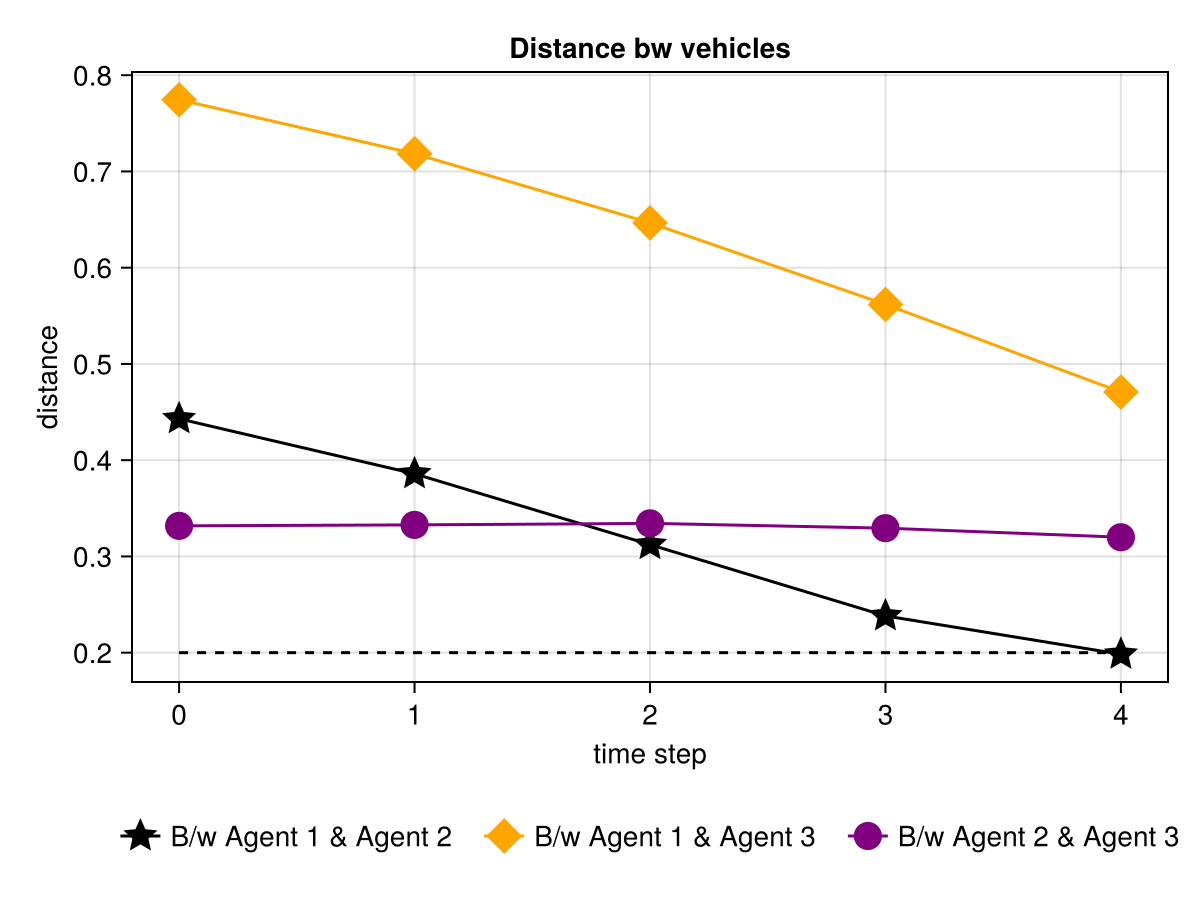 Distance bw vehicles
0.8
0.7
0.6
0.5
0.4
0.3
0.2
distance
0 1 2 3 4
time step
B/w Agent 1 & Agent 2 B/w Agent 1 & Agent 3 B/w Agent 2 & Agent 3